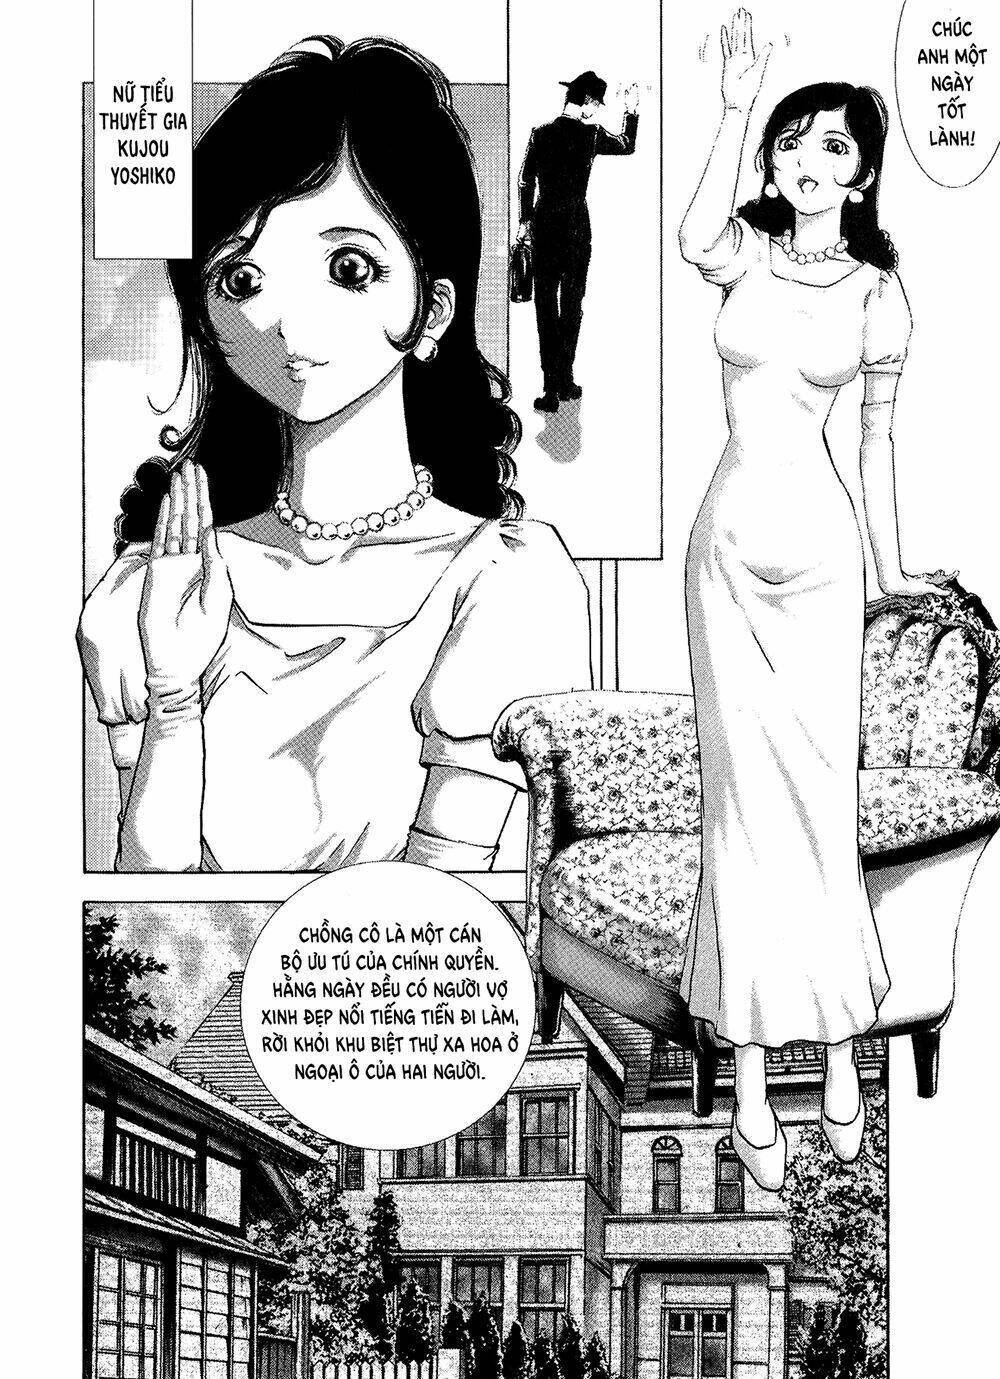 CHÚC
ANH MỘT
NGÀY
TỐT
LÀNH!
NỮ TIỂU
THUYẾT GIA
KUJOU
YOSHIKO
CHỒNG CÔ LÀ MỘT CÁN
BỘ ƯU TÚ CỦA CHÍNH QUYỀN.
HẰNG NGÀY ĐỀU CÓ NGƯỜI VỢ
XINH ĐẸP NỔI TIẾNG TIỄN ĐI LÀM,
RỜI KHỎI KHU BIỆT THỰ XA HOA Ở
NGOẠI Ô CỦA HAI NGƯỜI.